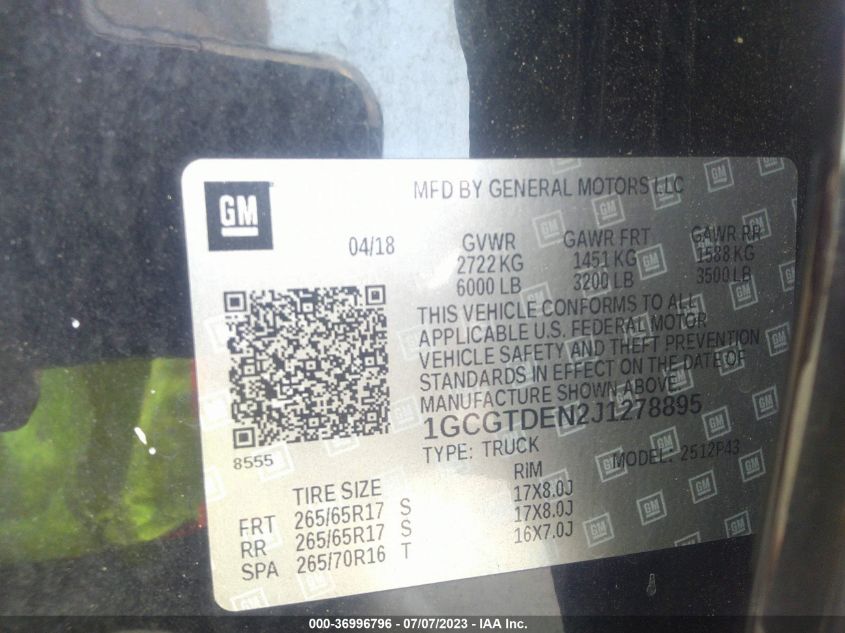 GM
MFD BY GENERAL MOTORS LLC
04/18
GVWR GAWR FRT GAWR RR
2722 KG 1451 KG 1588 KG
6000 LB 3200 LB 3500 LB
THIS VEHICLE CONFORMS TO ALL
APPLICABLE U.S. FEDERAL MOTOR
VEHICLE SAFETY AND THEFT PREVENTION
STANDARDS IN EFFECT ON THE DATE OF
MANUFACTURE SHOWN ABOVE.
1GCGTDEN2J1278895
8555
TYPE: TRUCK MODEL: 2512P43
TIRE SIZE RIM
FRT 265/65R17 S 17X8.0J
RR 265/65R17 S 17X8.0J
SPA 265/70R16 T 16X7.0J
000-36996796 - 07/07/2023 - IAA Inc.